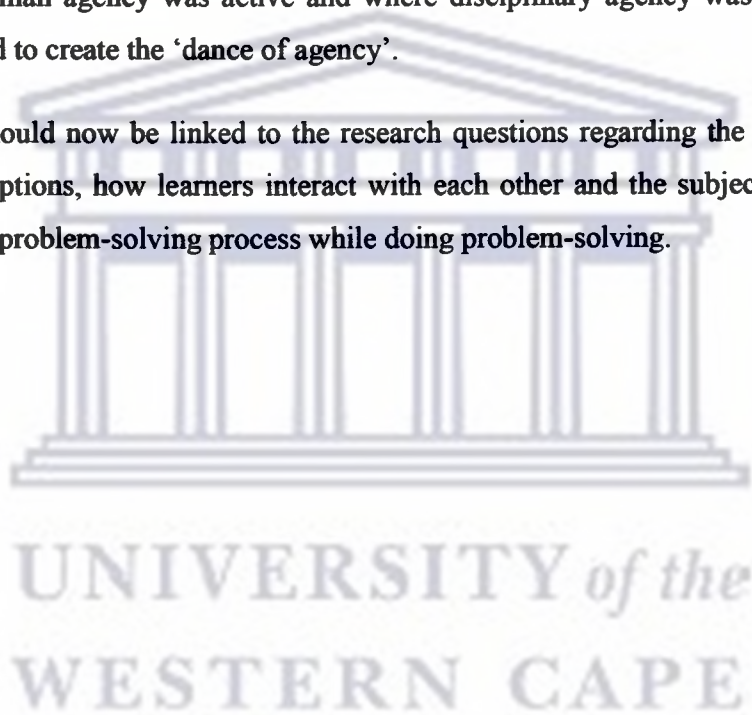 man agency was active and where disciplinary agency was
d to create the ‘dance of agency’.
ould now be linked to the research questions regarding the
ptions, how learners interact with each other and the subjec
problem-solving process while doing problem-solving.
UNIVERSITY of the
WESTERN CAPE